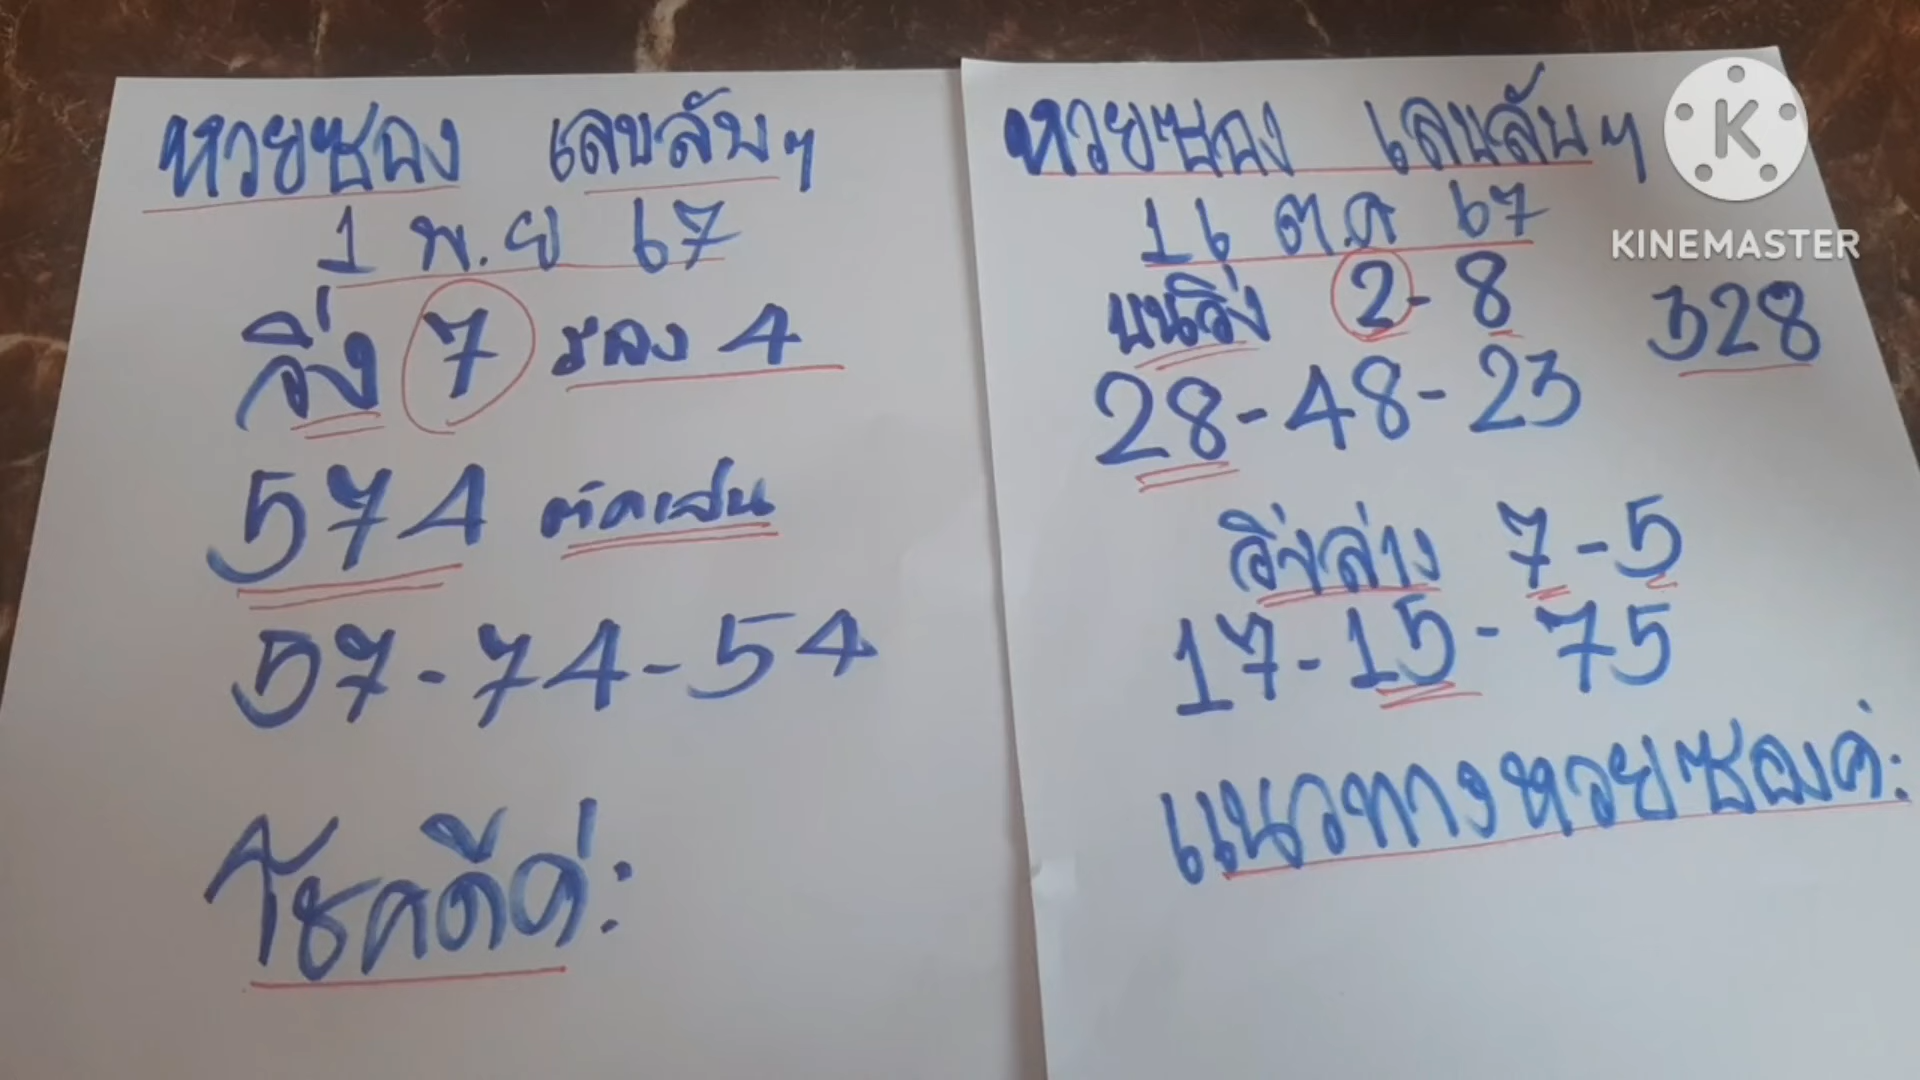 หวยซอง เลขลับๆ
1 พ.ย 67
วิ่ง 7 รอง 4
574 ตัดเส้น
57-74-54
โชคดีค่ะ
หวยซอง เลขลับๆ
16 ต.ค 67
บนวิ่ง 2-8 328
28-48-23
วิ่งล่าง 7-5
17-15-75
แนวทางหวยซองค่ะ
K
KINEMASTER